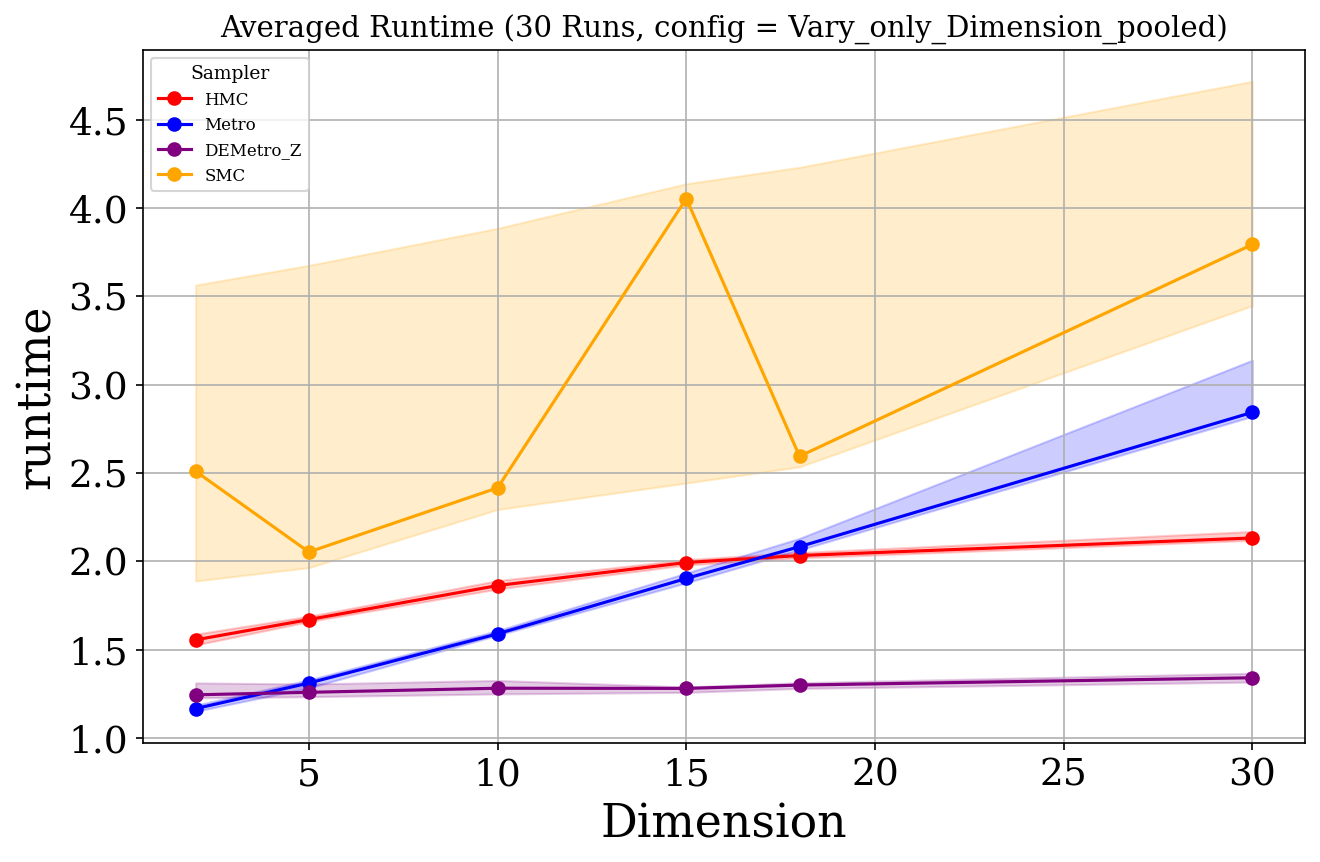 Averaged Runtime (30 Runs, config = Vary_only_Dimension_pooled)
Sampler
HMC
Metro
DEMetro_Z
SMC
4.5
4.0
3.5
3.0
2.5
2.0
1.5
1.0
runtime
5 10 15 20 25 30
Dimension